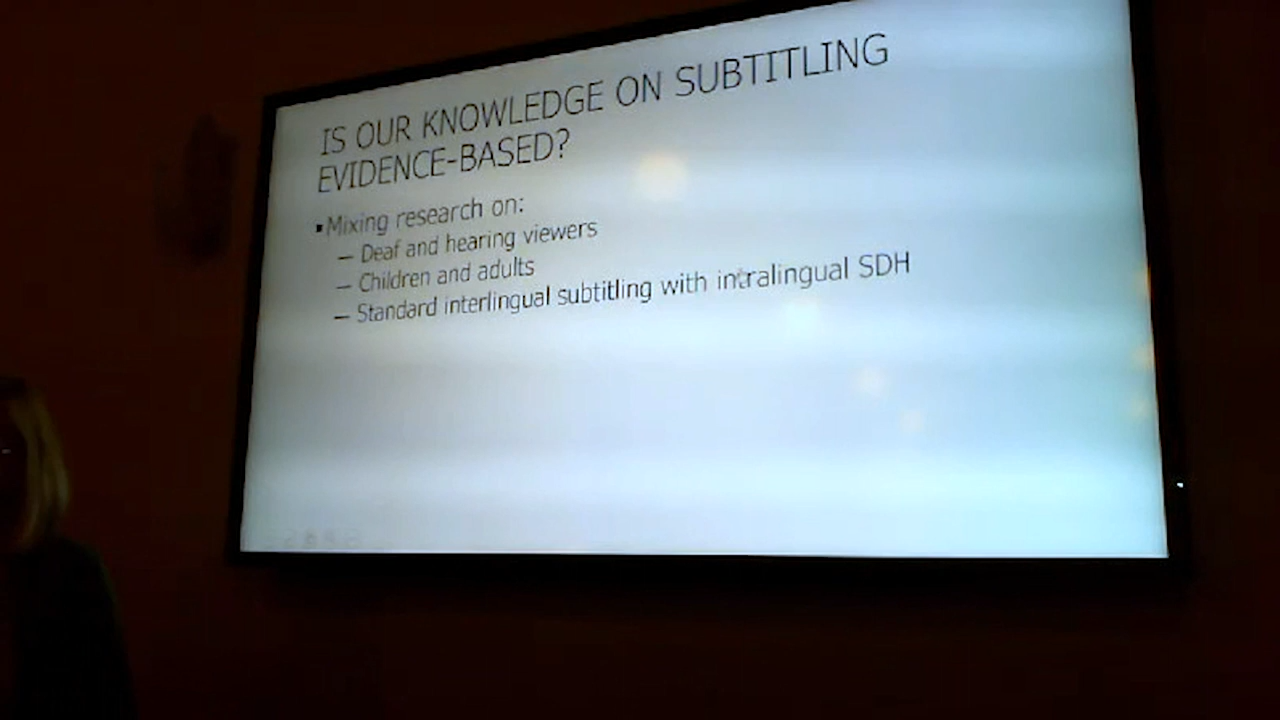 IS OUR KNOWLEDGE ON SUBTITLING
EVIDENCE-BASED?
▪Mixing research on:
– Deaf and hearing viewers
– Children and adults
– Standard interlingual subtitling with intralingual SDH